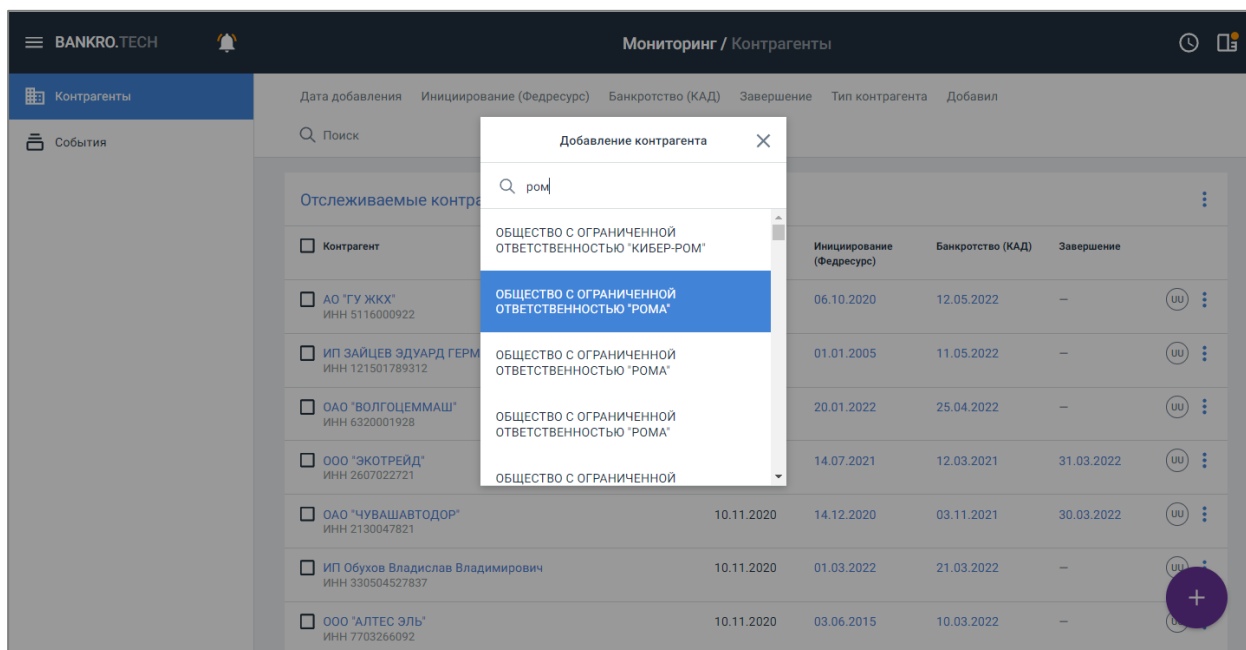 BANKRO.TECH
Мониторинг / Контрагенты
Контрагенты
События
Дата добавления Инициирование (Федресурс) Банкротство (КАД) Завершение Тип контрагента Добавил
Поиск
Добавление контрагента
ром
ОБЩЕСТВО С ОГРАНИЧЕННОЙ
ОТВЕТСТВЕННОСТЬЮ "КИБЕР-РОМ"
ОБЩЕСТВО С ОГРАНИЧЕННОЙ
ОТВЕТСТВЕННОСТЬЮ "РОМА"
ОБЩЕСТВО С ОГРАНИЧЕННОЙ
ОТВЕТСТВЕННОСТЬЮ "РОМА"
ОБЩЕСТВО С ОГРАНИЧЕННОЙ
ОТВЕТСТВЕННОСТЬЮ "РОМА"
ОБЩЕСТВО С ОГРАНИЧЕННОЙ
Отслеживаемые контра
Контрагент Инициирование Банкротство (КАД) Завершение
(Федресурс)
АО "ГУ ЖКХ" 06.10.2020 12.05.2022 — UU
ИНН 5116000922
ИП ЗАЙЦЕВ ЭДУАРД ГЕРМ 01.01.2005 11.05.2022 — UU
ИНН 121501789312
ОАО "ВОЛГОЦЕММАШ" 20.01.2022 25.04.2022 — UU
ИНН 6320001928
ООО "ЭКОТРЕЙД" 14.07.2021 12.03.2021 31.03.2022 UU
ИНН 2607022721
ОАО "ЧУВАШАВТОДОР" 10.11.2020 14.12.2020 03.11.2021 30.03.2022 UU
ИНН 2130047821
ИП Обухов Владислав Владимирович 10.11.2020 01.03.2022 21.03.2022 — UU
ИНН 330504527837
ООО "АЛТЕС ЭЛЬ" 10.11.2020 03.06.2015 10.03.2022 —
ИНН 7703266092